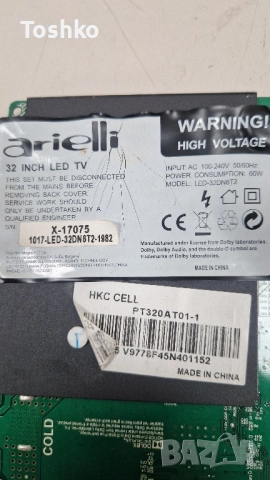 Toshko
arielli
32 INCH LED TV
THIS SET MUST BE DISCONNECTED
FROM THE MAINS BEFORE
REMOVING BACK COVER.
SERVICE WORK SHOULD
ONLY BE DONE BY A
QUALIFIED ENGINEER
S/N:
X-17075
1017-LED-32DN6T2-1982
WARNING!
HIGH VOLTAGE
INPUT:AC 100-240V 50/60Hz
POWER CONSUMPTION: 60W
MODEL: LED-32DN6T2
Manufactured under license from Dolby laboratories.
Dolby, Dolby Audio, and the double-D symbol are
trademarks of Dolby Laboratories.
MADE IN CHINA
HKC CELL
PT320AT01-1
V9778F45N401152
MADE IN CHINA
COLD
bazar